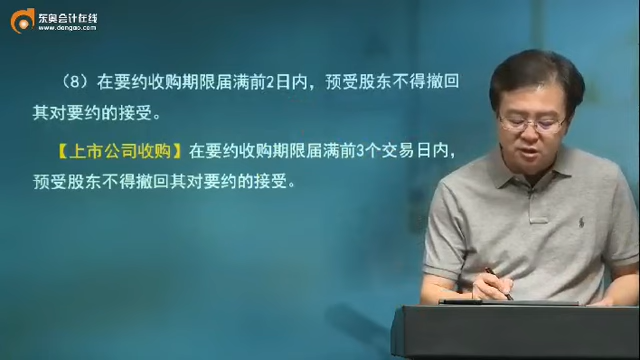 东奥会计在线
www.dongao.com
（8）在要约收购期限届满前2日内，预受股东不得撤回
其对要约的接受。
【上市公司收购】在要约收购期限届满前3个交易日内，
预受股东不得撤回其对要约的接受。